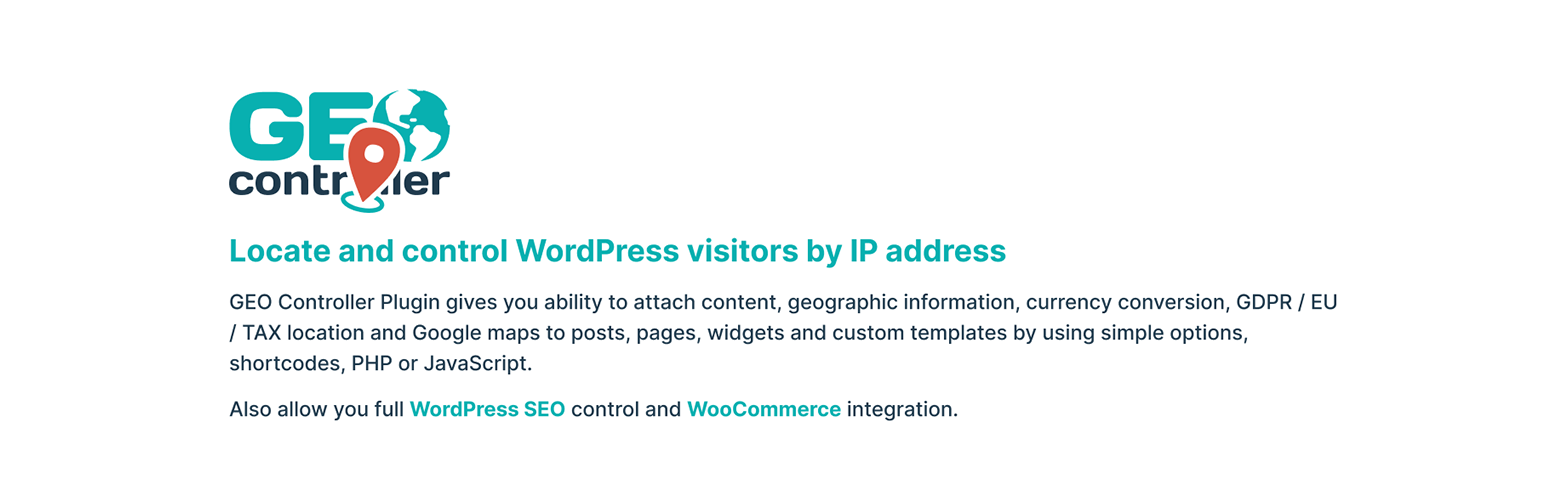 GEO
controller
Locate and control WordPress visitors by IP address
GEO Controller Plugin gives you ability to attach content, geographic information, currency conversion, GDPR / EU
/ TAX location and Google maps to posts, pages, widgets and custom templates by using simple options,
shortcodes, PHP or JavaScript.
Also allow you full WordPress SEO control and WooCommerce integration.